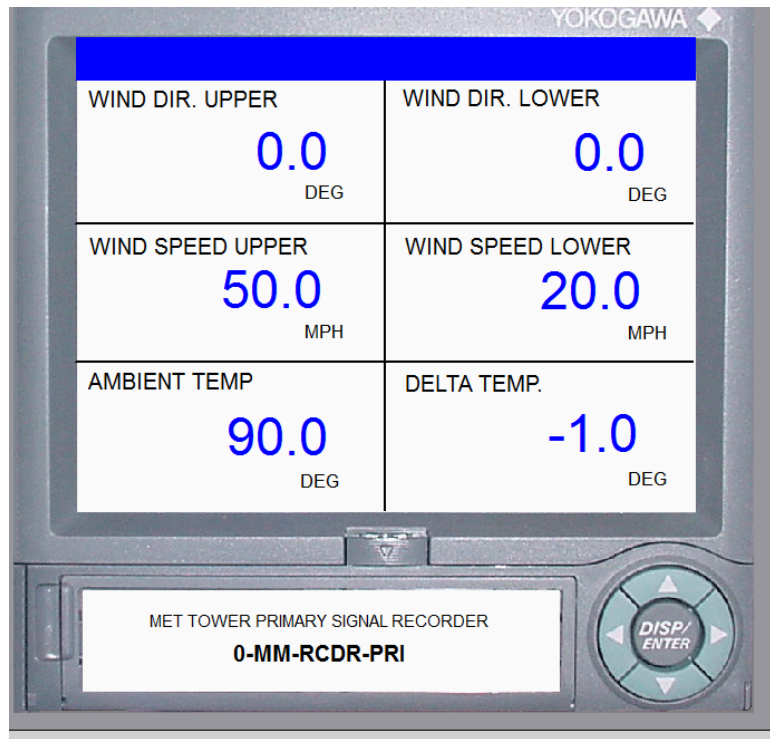 YOKOGAWA
WIND DIR. UPPER
0.0
DEG
WIND DIR. LOWER
0.0
DEG
WIND SPEED UPPER
50.0
MPH
WIND SPEED LOWER
20.0
MPH
AMBIENT TEMP
90.0
DEG
DELTA TEMP.
-1.0
DEG
MET TOWER PRIMARY SIGNAL RECORDER
0-MM-RCDR-PRI
DISP/
ENTER